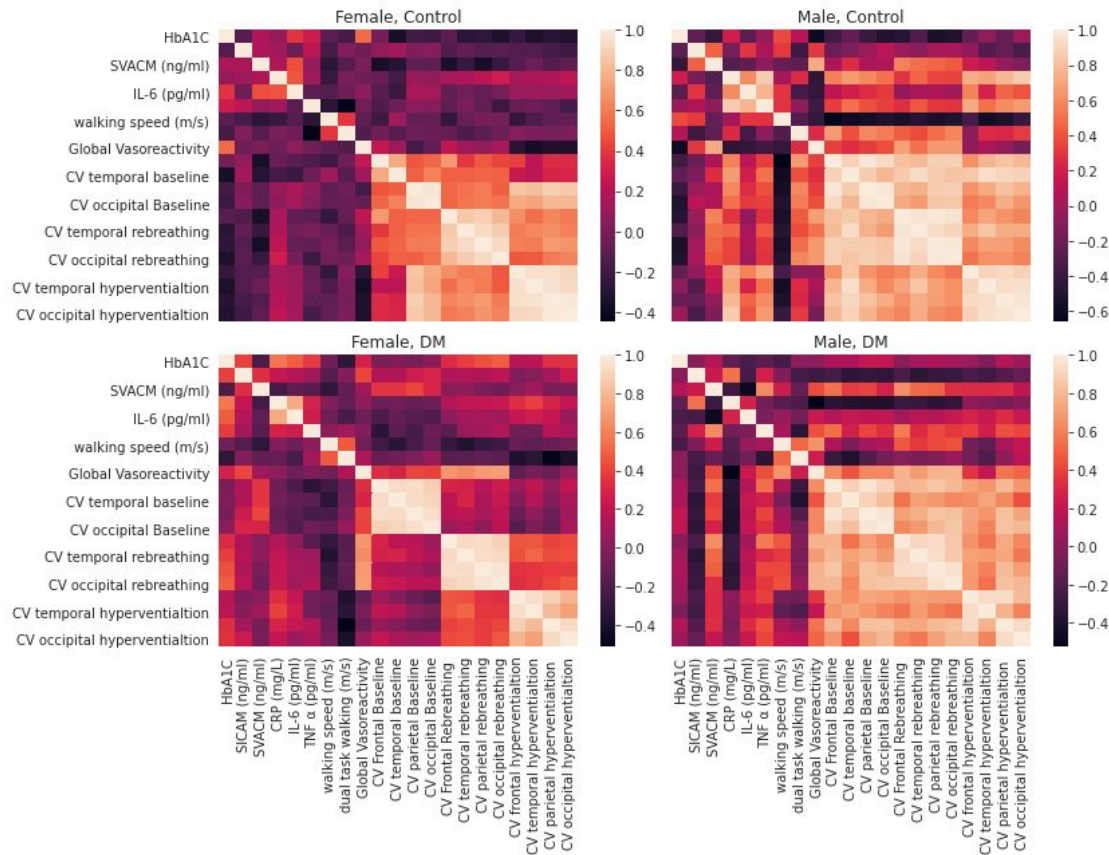 Female, Control
Male, Control
HbA1C
SVACM (ng/ml)
IL-6 (pg/ml)
walking speed (m/s)
Global Vasoreactivity
CV temporal baseline
CV occipital Baseline
CV temporal rebreathing
CV occipital rebreathing
CV temporal hyperventialtion
CV occipital hyperventialtion
1.0
0.8
0.6
0.4
0.2
0.0
−0.2
−0.4
1.0
0.8
0.6
0.4
0.2
0.0
−0.2
−0.4
−0.6
Female, DM
Male, DM
HbA1C
SVACM (ng/ml)
IL-6 (pg/ml)
walking speed (m/s)
Global Vasoreactivity
CV temporal baseline
CV occipital Baseline
CV temporal rebreathing
CV occipital rebreathing
CV temporal hyperventialtion
CV occipital hyperventialtion
1.0
0.8
0.6
0.4
0.2
0.0
−0.2
−0.4
1.0
0.8
0.6
0.4
0.2
0.0
−0.2
−0.4
HbA1C
SICAM (ng/ml)
SVACM (ng/ml)
CRP (mg/L)
IL-6 (pg/ml)
TNF α (pg/ml)
walking speed (m/s)
dual task walking (m/s)
Global Vasoreactivity
CV Frontal Baseline
CV temporal baseline
CV parietal Baseline
CV occipital Baseline
CV Frontal Rebreathing
CV temporal rebreathing
CV parietal rebreathing
CV occipital rebreathing
CV frontal hyperventialtion
CV temporal hyperventialtion
CV parietal hyperventialtion
CV occipital hyperventialtion
HbA1C
SICAM (ng/ml)
SVACM (ng/ml)
CRP (mg/L)
IL-6 (pg/ml)
TNF α (pg/ml)
walking speed (m/s)
dual task walking (m/s)
Global Vasoreactivity
CV Frontal Baseline
CV temporal baseline
CV parietal Baseline
CV occipital Baseline
CV Frontal Rebreathing
CV temporal rebreathing
CV parietal rebreathing
CV occipital rebreathing
CV frontal hyperventialtion
CV temporal hyperventialtion
CV parietal hyperventialtion
CV occipital hyperventialtion